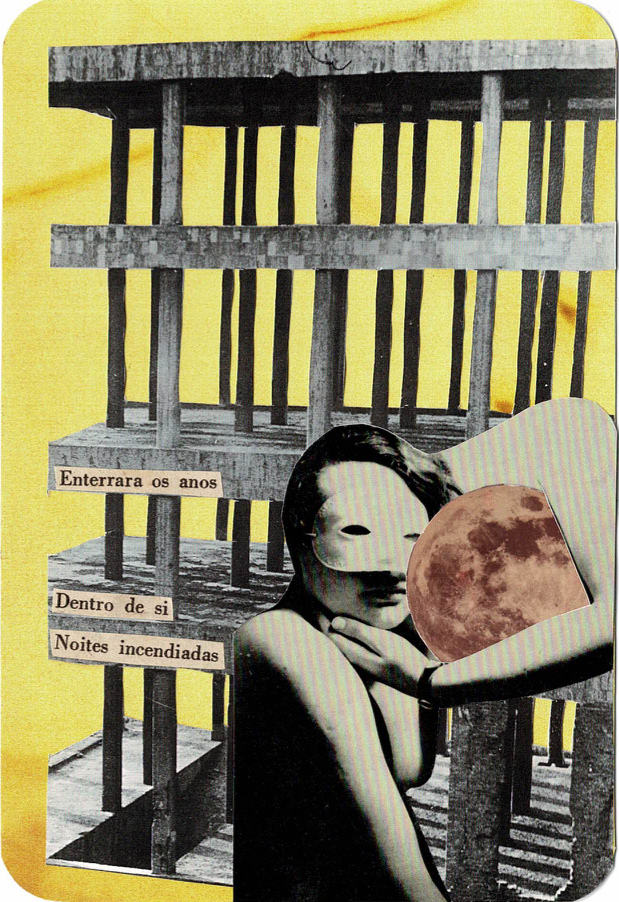 Enterrara os anos
Dentro de si
Noites incendiadas